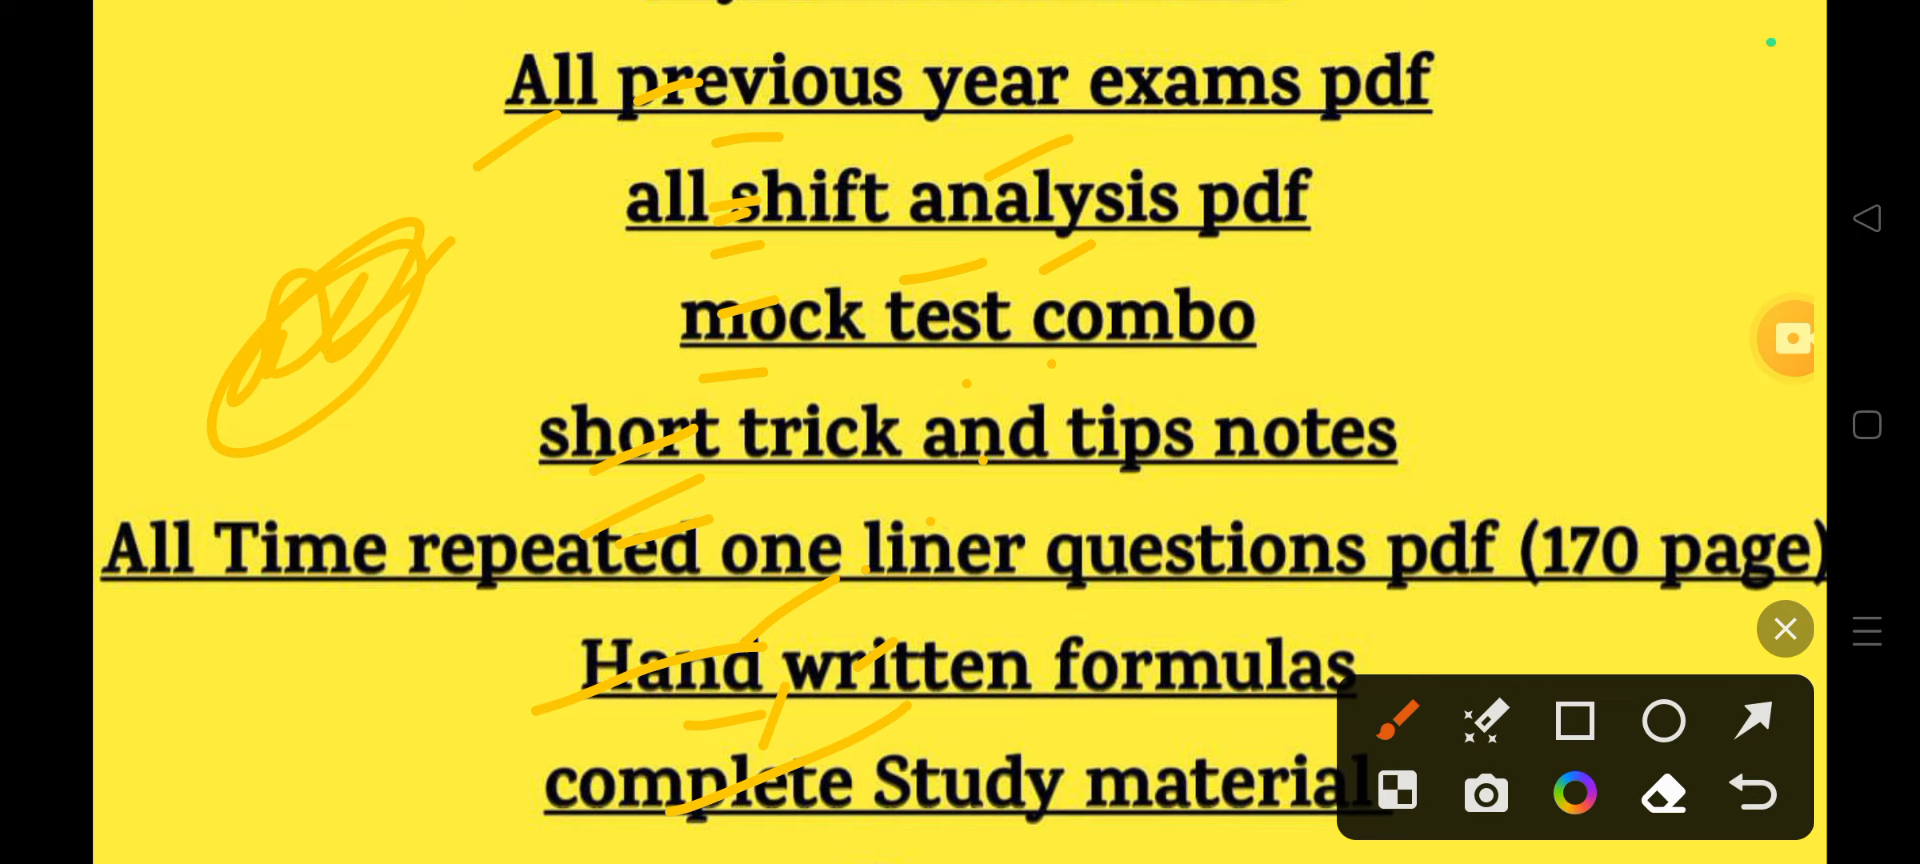 All previous year exams pdf
all shift analysis pdf
mock test combo
short trick and tips notes
All Time repeated one liner questions pdf (170 page)
Hand written formulas
complete Study material